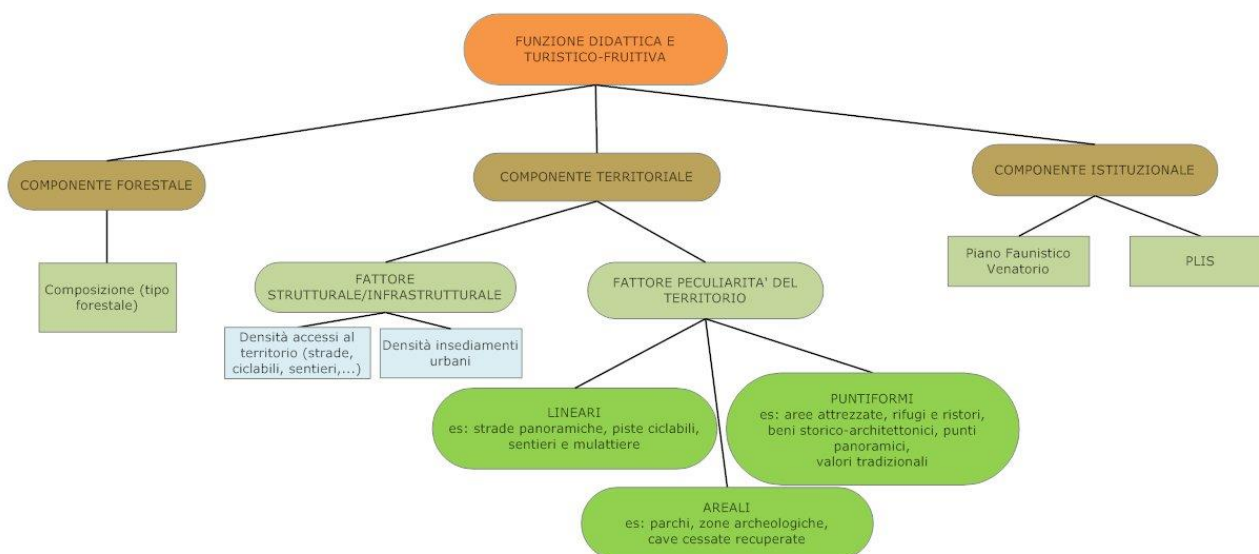 FUNZIONE DIDATTICA E
TURISTICO-FRUITIVA
COMPONENTE FORESTALE
COMPONENTE TERRITORIALE
COMPONENTE ISTITUZIONALE
Composizione (tipo
forestale)
FATTORE
STRUTTURALE/INFRASTRUTTURALE
FATTORE PECULIARITA' DEL
TERRITORIO
Piano Faunistico
Venatorio
PLIS
Densità accessi al
territorio (strade,
ciclabili, sentieri,...)
Densità insediamenti
urbani
LINEARI
es: strade panoramiche, piste ciclabili,
sentieri e mulattiere
PUNTIFORMI
es: aree attrezzate, rifugi e ristori,
beni storico-architettonici, punti
panoramici,
valori tradizionali
AREALI
es: parchi, zone archeologiche,
cave cessate recuperate